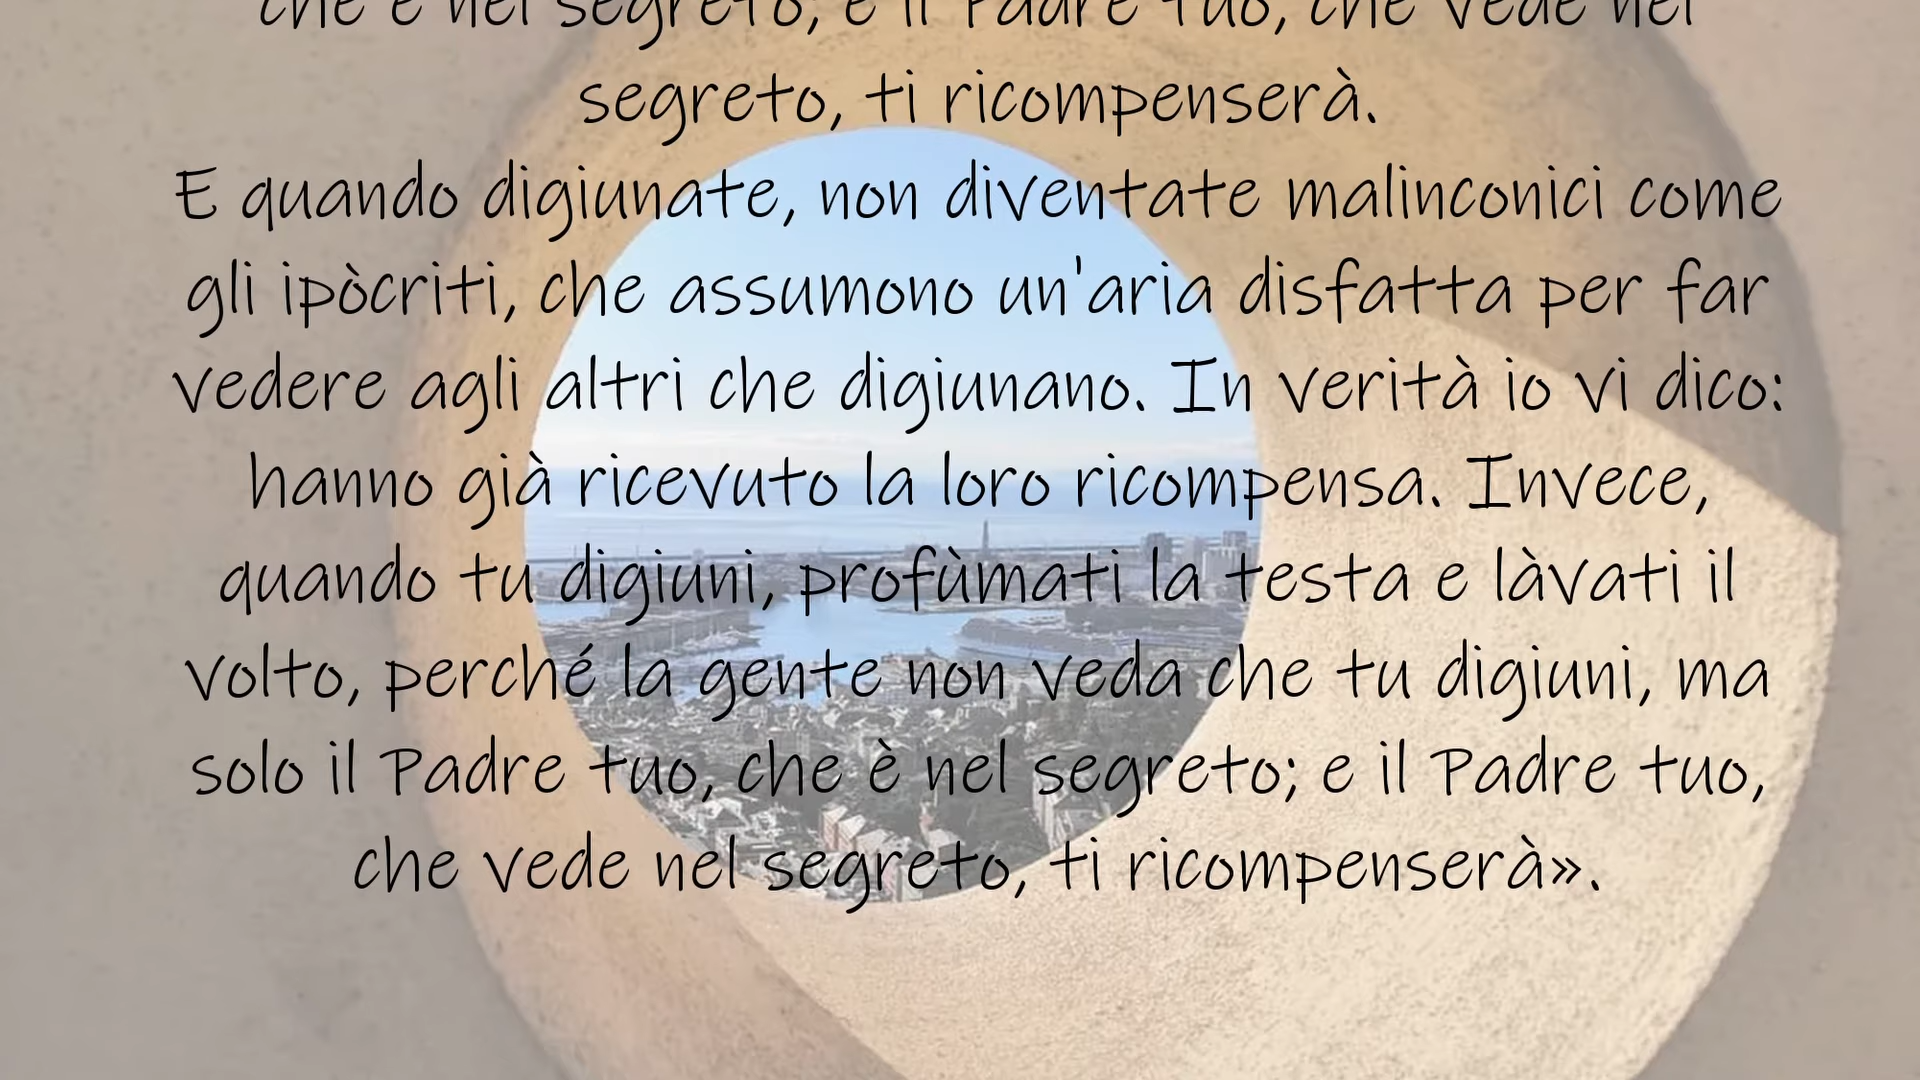 che è nel segreto; e il Padre tuo, che vede nel
segreto, ti ricompenserà.
E quando digiunate, non diventate malinconici come
gli ipòcriti, che assumono un'aria disfatta per far
vedere agli altri che digiunano. In verità io vi dico:
hanno già ricevuto la loro ricompensa. Invece,
quando tu digiuni, profùmati la testa e làvati il
volto, perché la gente non veda che tu digiuni, ma
solo il Padre tuo, che è nel segreto; e il Padre tuo,
che vede nel segreto, ti ricompenserà».